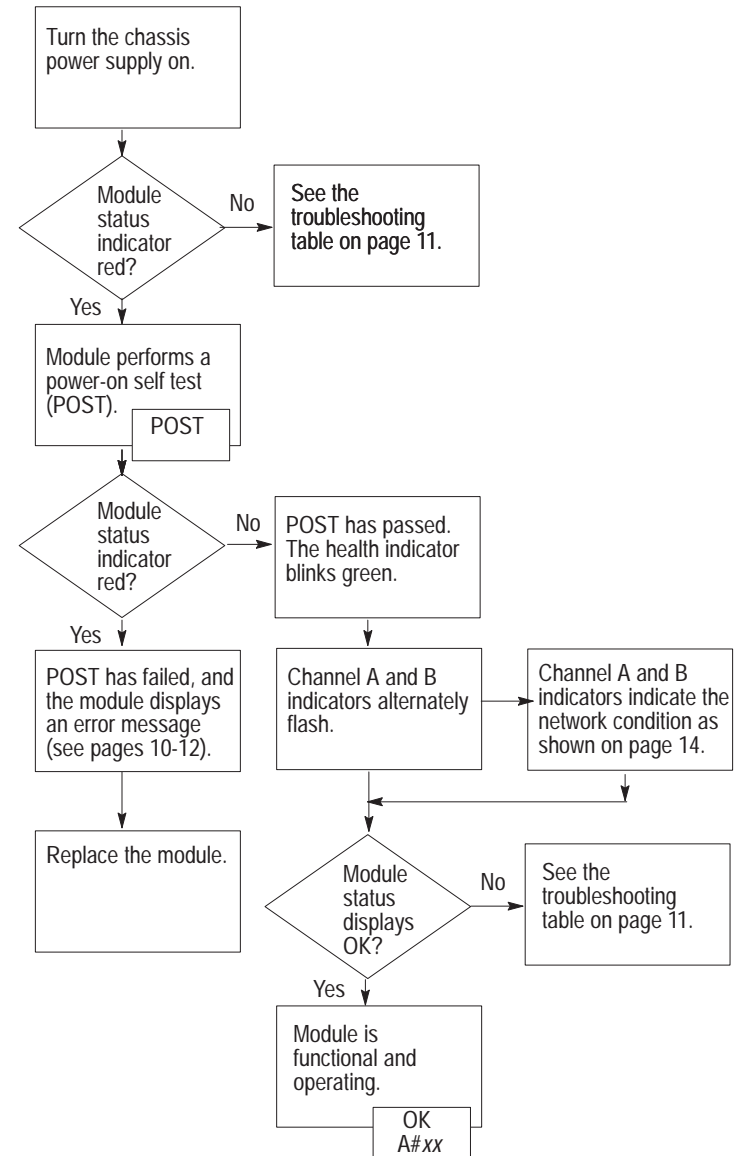 Turn the chassis
power supply on.
Module
status
indicator
red?
No
See the
troubleshooting
table on page 11.
Yes
Module performs a
power-on self test
(POST).
POST
Module
status
indicator
red?
No
POST has passed.
The health indicator
blinks green.
Yes
POST has failed, and
the module displays
an error message
(see pages 10-12).
Channel A and B
indicators alternately
flash.
Channel A and B
indicators indicate the
network condition as
shown on page 14.
Replace the module.
Module
status
displays
OK?
No
See the
troubleshooting
table on page 11.
Yes
Module is
functional and
operating.
OK
A#xx